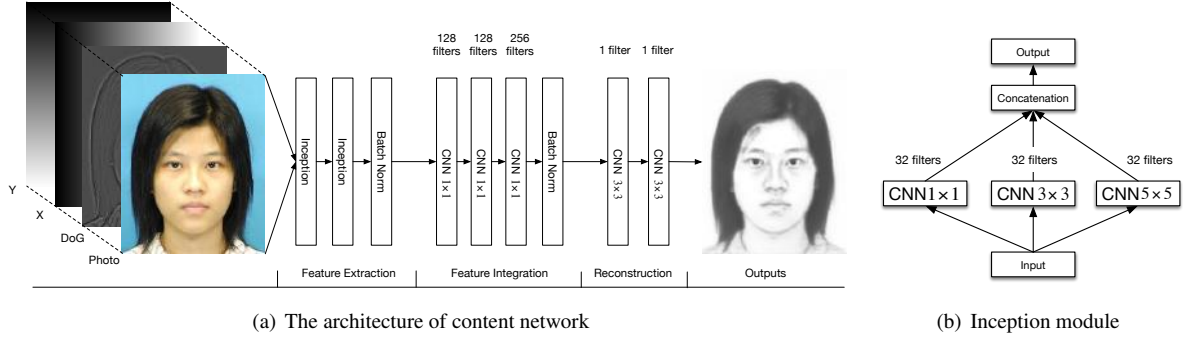 128 filters
128 filters
256 filters
1 filter
1 filter
Inception
Inception
Batch Norm
CNN 1×1
CNN 1×1
CNN 1×1
Batch Norm
CNN 3×3
CNN 3×3
Y
X
DoG
Photo
Feature Extraction
Feature Integration
Reconstruction
Outputs
(a) The architecture of content network
Output
Concatenation
32 filters
32 filters
32 filters
CNN1×1
CNN 3×3
CNN5×5
Input
(b) Inception module